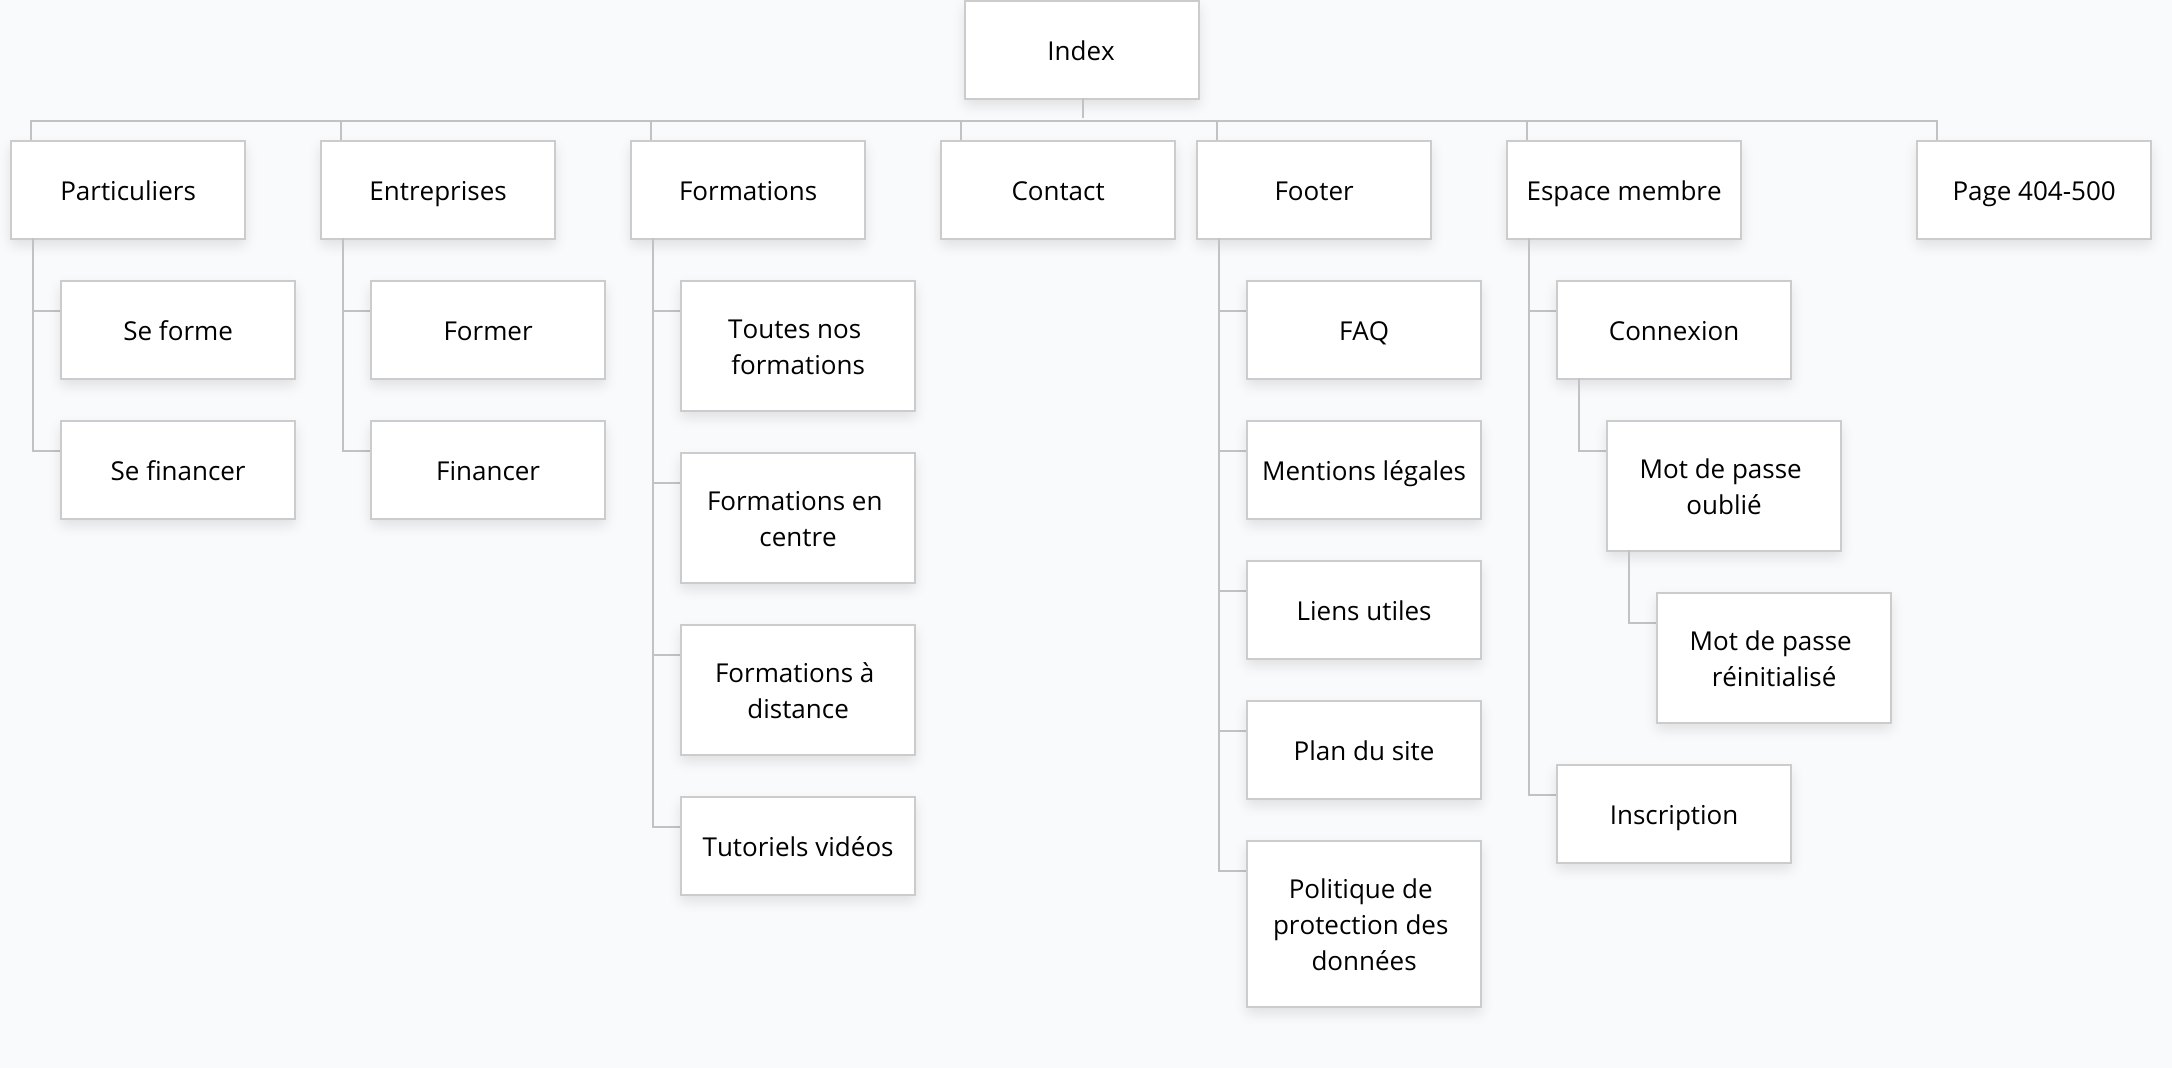 Index
Particuliers
Entreprises
Formations
Contact
Footer
Espace membre
Page 404-500
Se forme
Se financer
Former
Financer
Toutes nos
formations
Formations en
centre
Formations à
distance
Tutoriels vidéos
FAQ
Mentions légales
Liens utiles
Plan du site
Politique de
protection des
données
Connexion
Mot de passe
oublié
Mot de passe
réinitialisé
Inscription